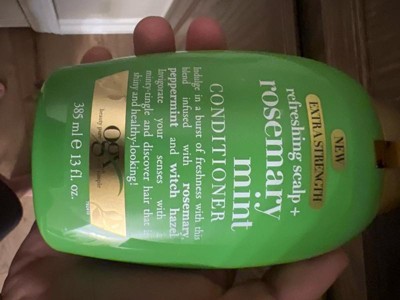 NEW
EXTRA STRENGTH
refreshing scalp +
rosemary
mint
CONDITIONER
Indulge in a burst of freshness with this
blend infused with rosemary,
peppermint and witch hazel
invigorate your senses with
minty-tingle and discover hair that is
shiny and healthy-looking!
ogx
beauty
385 ml e 13 fl. oz.